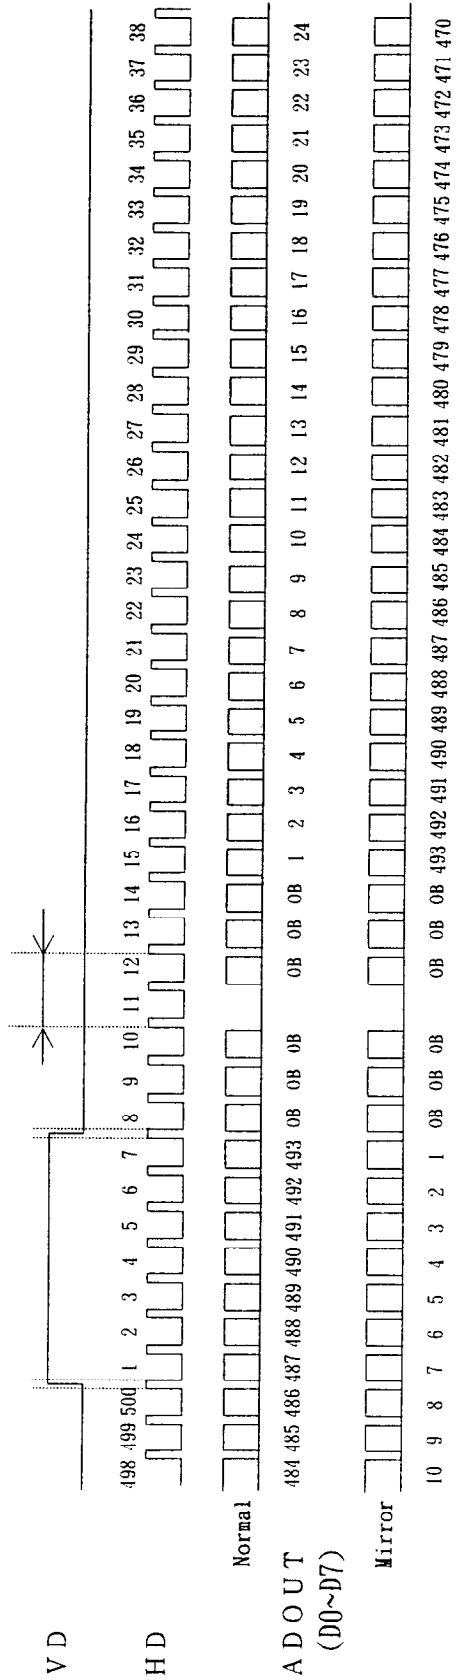 VD
HD
498 499 500 1 2 3 4 5 6 7 8 9 10 11 12 13 14 15 16 17 18 19 20 21 22 23 24 25 26 27 28 29 30 31 32 33 34 35 36 37 38
Normal
ADOUT
(D0~D7)
484 485 486 487 488 489 490 491 492 493 OB OB OB OB OB OB 1 2 3 4 5 6 7 8 9 10 11 12 13 14 15 16 17 18 19 20 21 22 23 24
Mirror
10 9 8 7 6 5 4 3 2 1 OB OB OB OB OB OB 493 492 491 490 489 488 487 486 485 484 483 482 481 480 479 478 477 476 475 474 473 472 471 470